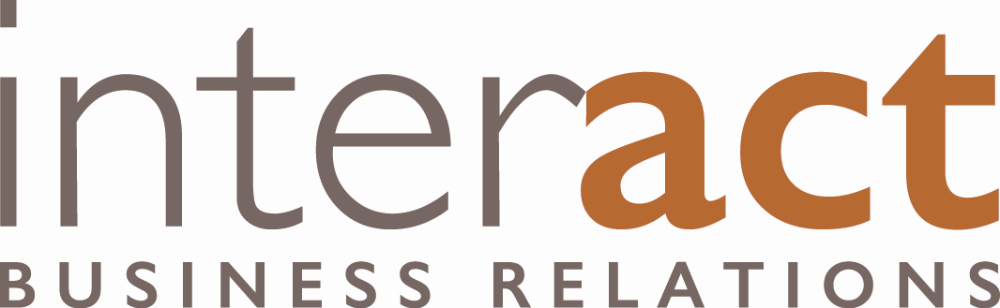 interact
BUSINESS RELATIONS